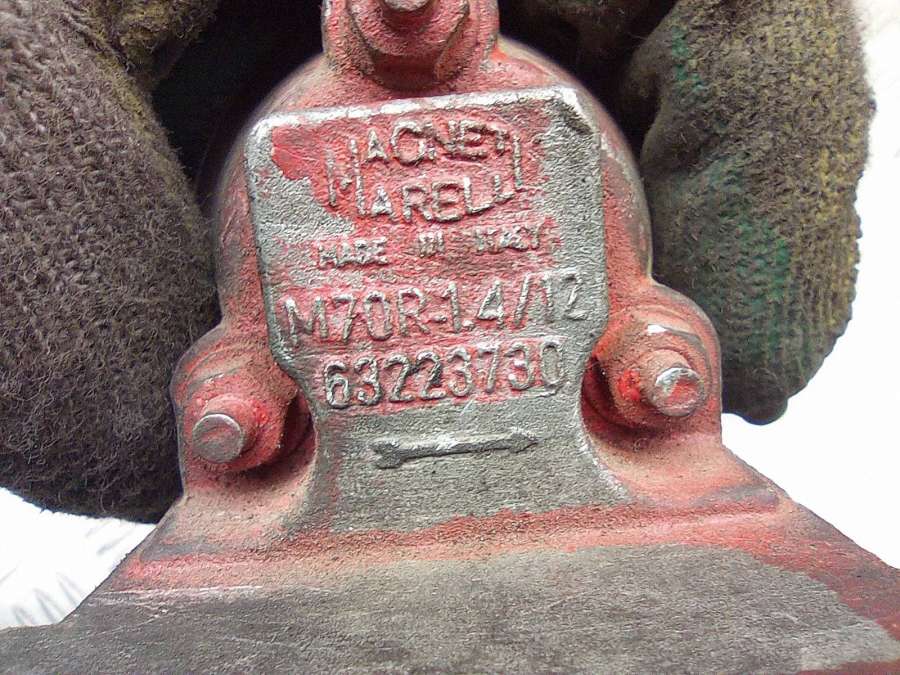 MAGNETI
MARELLI
MADE IN ITALY
M70R-1.4/12
63223730